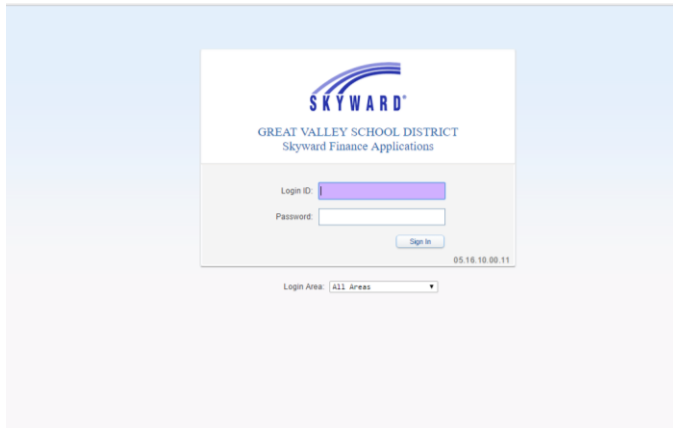 SKYWARD®
GREAT VALLEY SCHOOL DISTRICT
Skyward Finance Applications
Login ID:
Password:
Sign In
05.16.10.00.11
Login Area: All Areas